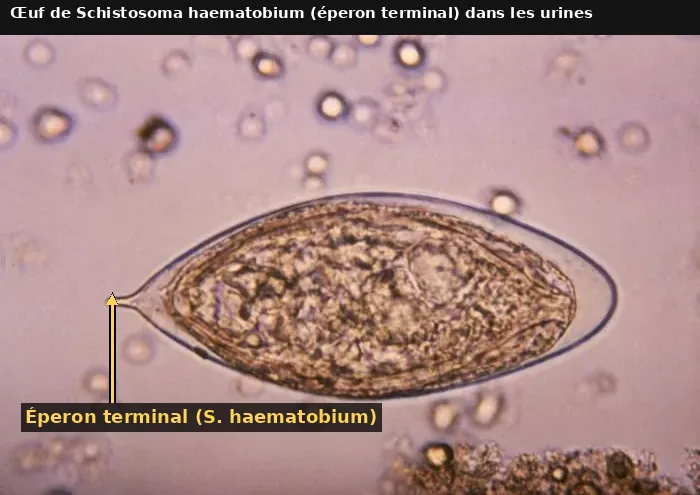 Œuf de Schistosoma haematobium (éperon terminal) dans les urines
Éperon terminal (S. haematobium)